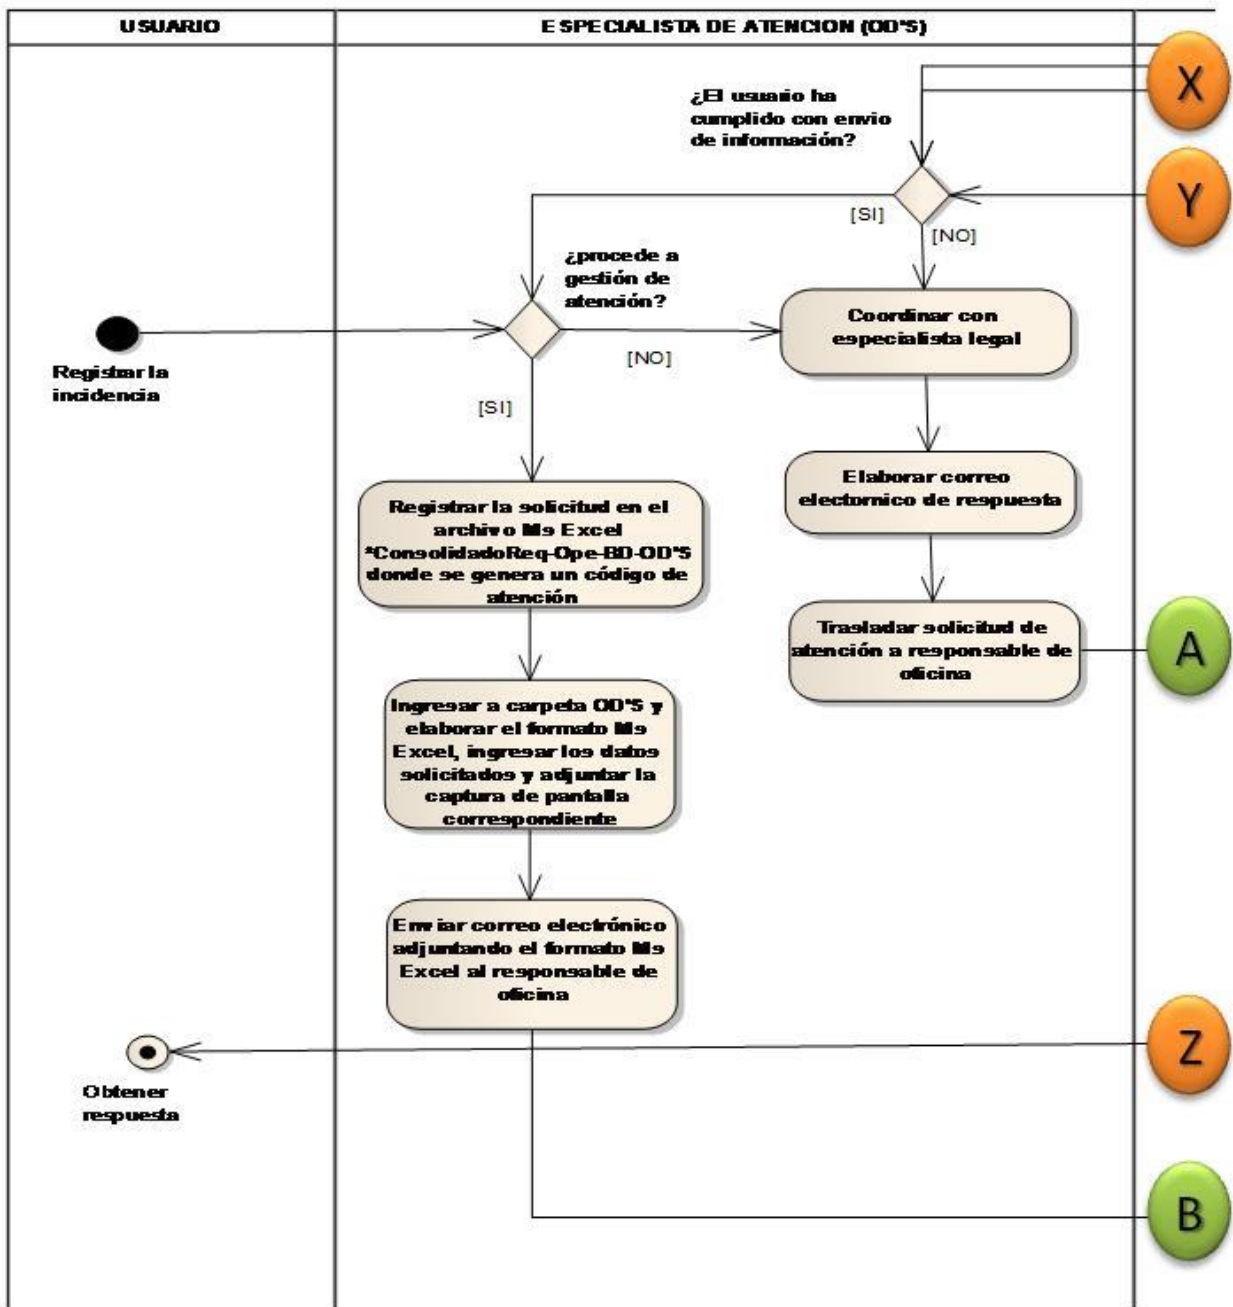 USUARIO
ESPECIALISTA DE ATENCION (OD'S)
X
¿El usuario ha
cumplido con envio
de información?
Y
[SI]
[NO]
¿procede a
gestión de
atención?
Coordinar con
especialista legal
[NO]
Registrar la
incidencia
[SI]
Elaborar correo
electornico de respuesta
Registrar la solicitud en el
archivo Ms Excel
*ConsolidadoReq-Ope-BD-OD'S
donde se genera un código de
atención
Trasladar solicitud de
atención a responsable de
oficina
A
Ingresar a carpeta OD'S y
elaborar el formato Ms
Excel, ingresar los datos
solicitados y adjuntar la
captura de pantalla
correspondiente
Enviar correo electrónico
adjuntando el formato Ms
Excel al responsable de
oficina
Z
Obtener
respuesta
B